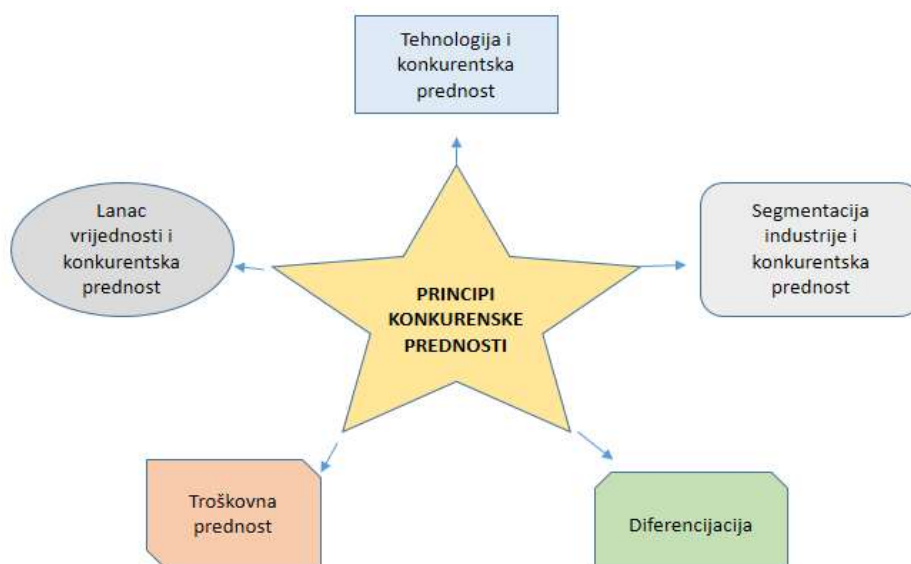 Tehnologija i
konkurentska
prednost
Lanac
vrijednosti i
konkurentska
prednost
Segmentacija
industrije i
konkurentska
prednost
PRINCIPI
KONKURENSKE
PREDNOSTI
Troškovna
prednost
Diferencijacija